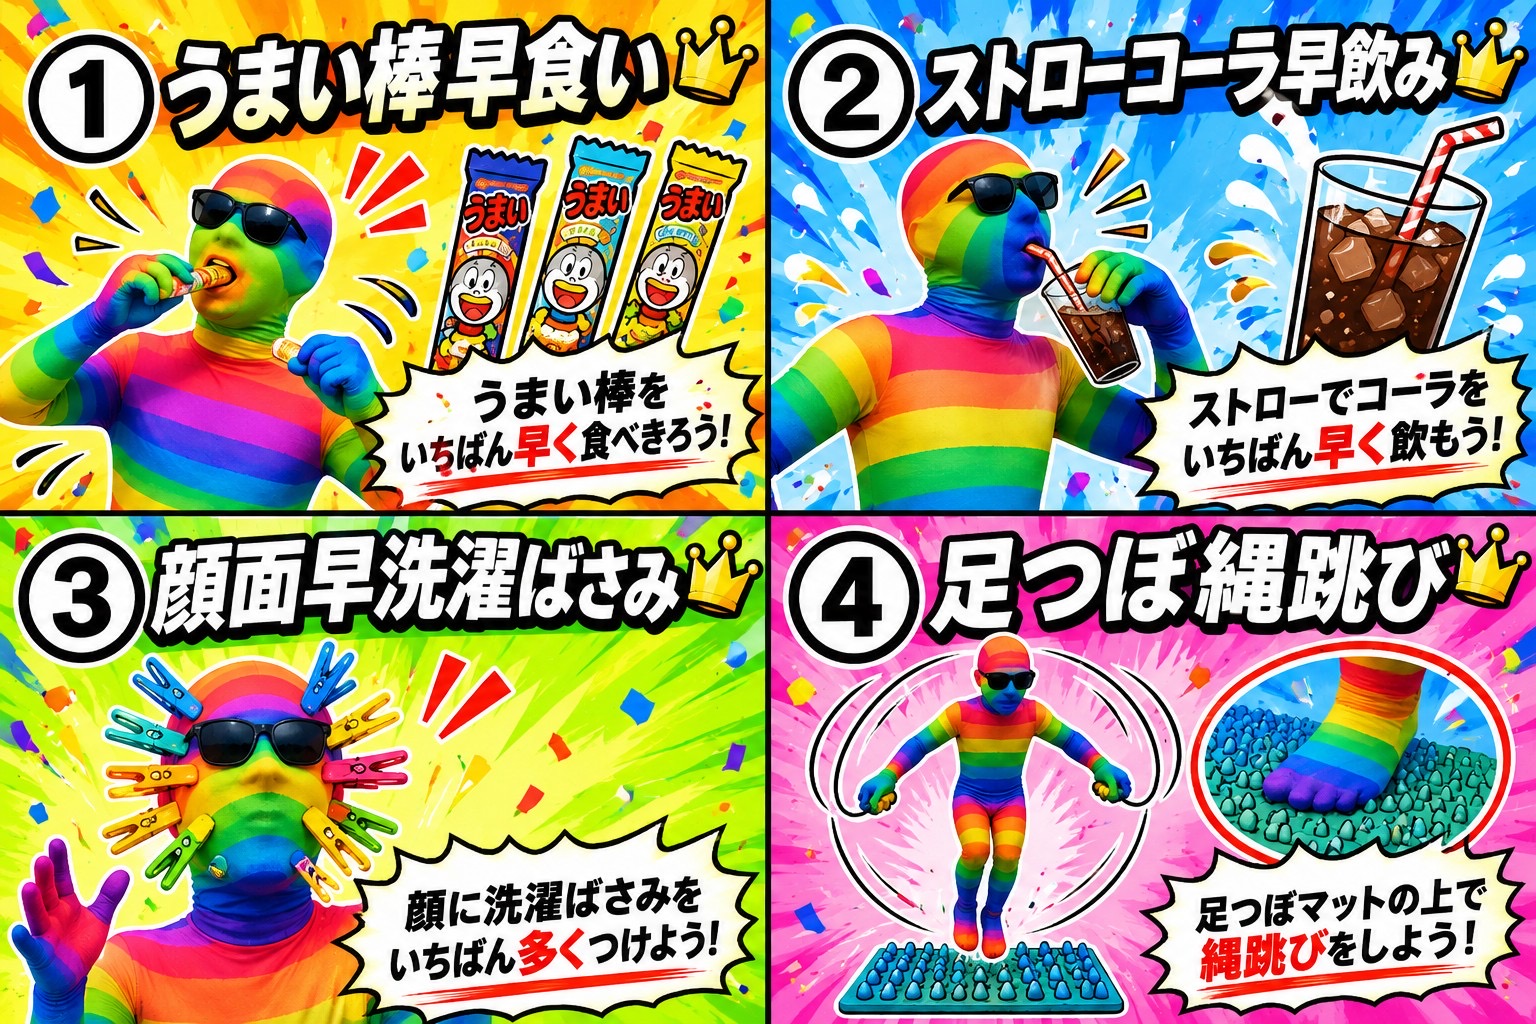 ① うまい棒早食い
うまい
うまい
うまい
うまい棒を
いちばん早く食べきろう!
② ストローコーラ早飲み
ストローでコーラを
いちばん早く飲もう!
③ 顔面早洗濯ばさみ
顔に洗濯ばさみを
いちばん多くつけよう!
④ 足つぼ縄跳び
足つぼマットの上で
縄跳びをしよう!